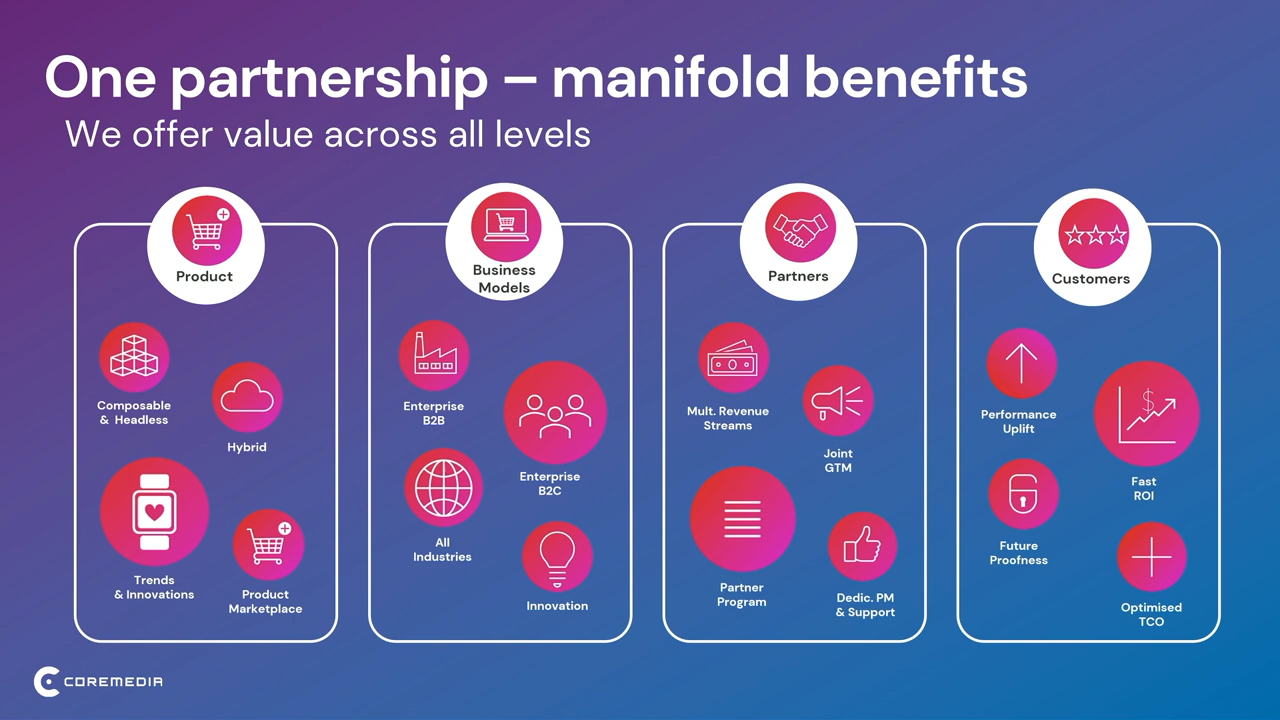 One partnership – manifold benefits
We offer value across all levels
Product
Composable
& Headless
Hybrid
Trends
& Innovations
Product
Marketplace
Business
Models
Enterprise
B2B
Enterprise
B2C
All
Industries
Innovation
Partners
Mult. Revenue
Streams
Joint
GTM
Partner
Program
Dedic. PM
& Support
Customers
Performance
Uplift
$
Fast
ROI
Future
Proofness
Optimised
TCO
COREMEDIA